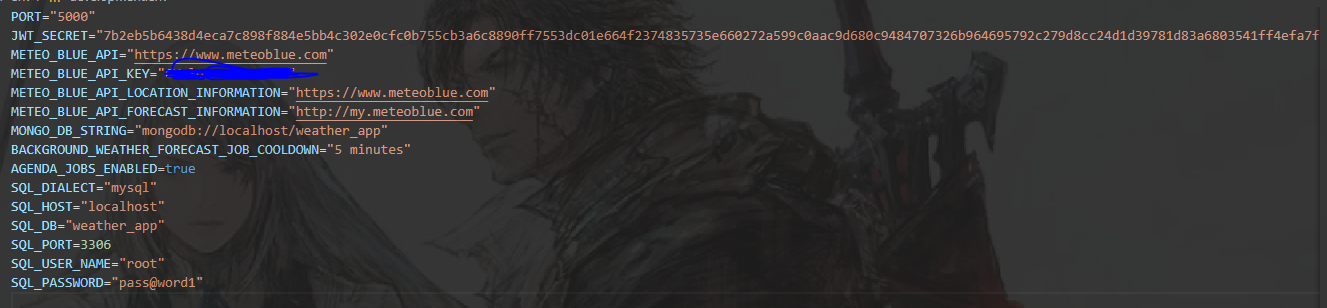 PORT="5000"
JWT_SECRET="7b2eb5b6438d4eca7c898f884e5bb4c302e0cfc0b755cb3a6c8890ff7553dc01e664f2374835735e660272a599c0aac9d680c9484707326b964695792c279d8cc24d1d39781d83a6803541ff4efa7f
METEO_BLUE_API="https://www.meteoblue.com"
METEO_BLUE_API_KEY="
METEO_BLUE_API_LOCATION_INFORMATION="https://www.meteoblue.com"
METEO_BLUE_API_FORECAST_INFORMATION="http://my.meteoblue.com"
MONGO_DB_STRING="mongodb://localhost/weather_app"
BACKGROUND_WEATHER_FORECAST_JOB_COOLDOWN="5 minutes"
AGENDA_JOBS_ENABLED=true
SQL_DIALECT="mysql"
SQL_HOST="localhost"
SQL_DB="weather_app"
SQL_PORT=3306
SQL_USER_NAME="root"
SQL_PASSWORD="pass@word1"